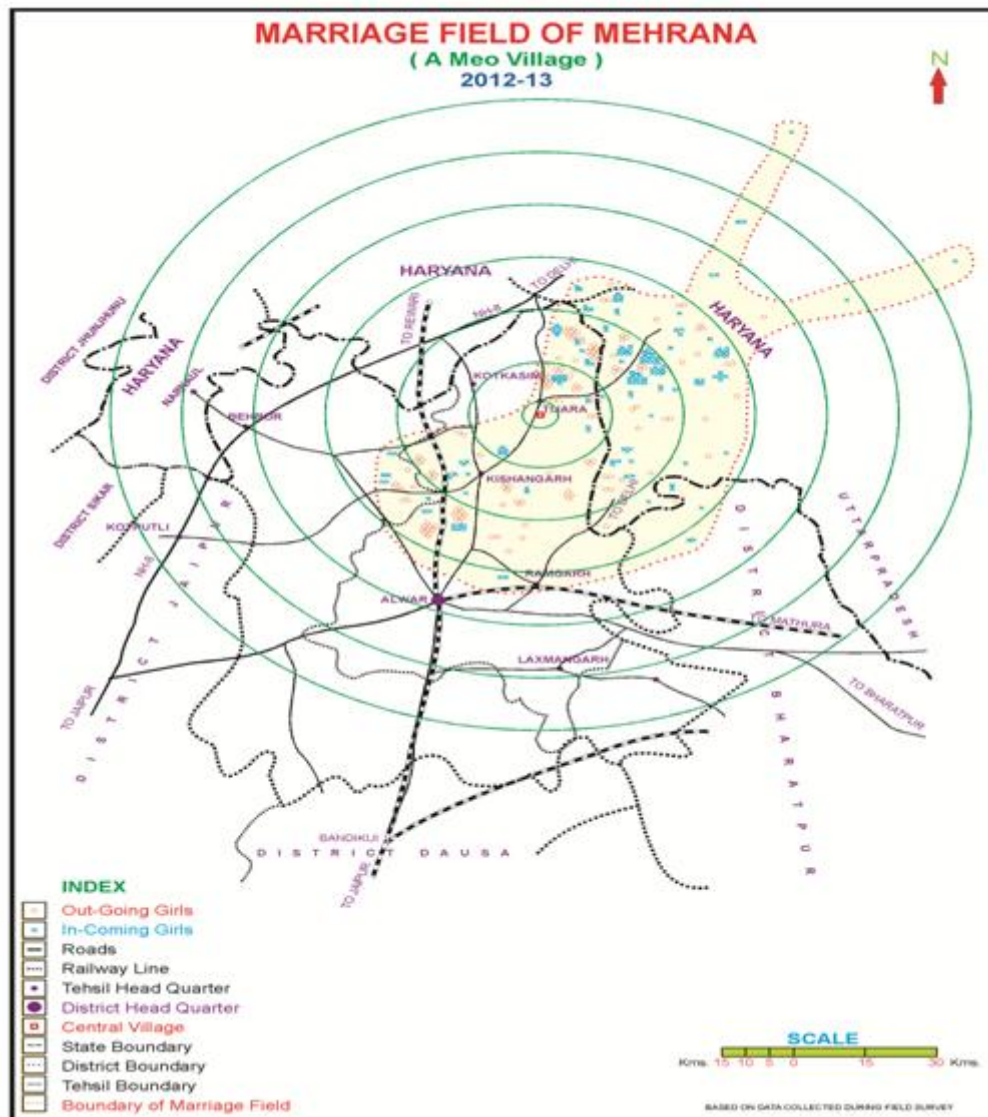 MARRIAGE FIELD OF MEHRANA
( A Meo Village )
2012-13
N
HARYANA
TO DELHI
TO REWARI
NH-8
HARYANA
DISTRICT JHUNJHUNU
HARYANA
NARNAUL
KOTKASIM
TIJARA
BEHROR
KISHANGARH
TO DELHI
DISTRICT SIKAR
KOTPUTLI
NH-8
DISTRICT JAIPUR
UTTARPRADESH
DISTRICT BHARATPUR
RAMGARH
ALWAR
TO MATHURA
LAXMANGARH
TO JAIPUR
TO BHARATPUR
BANDIKUI
DISTRICT DAUSA
TO JAIPUR
INDEX
Out-Going Girls
In-Coming Girls
Roads
Railway Line
Tehsil Head Quarter
District Head Quarter
Central Village
State Boundary
District Boundary
Tehsil Boundary
Boundary of Marriage Field
SCALE
Kms. 15 10 5 0 15 30 Kms.
BASED ON DATA COLLECTED DURING FIELD SURVEY